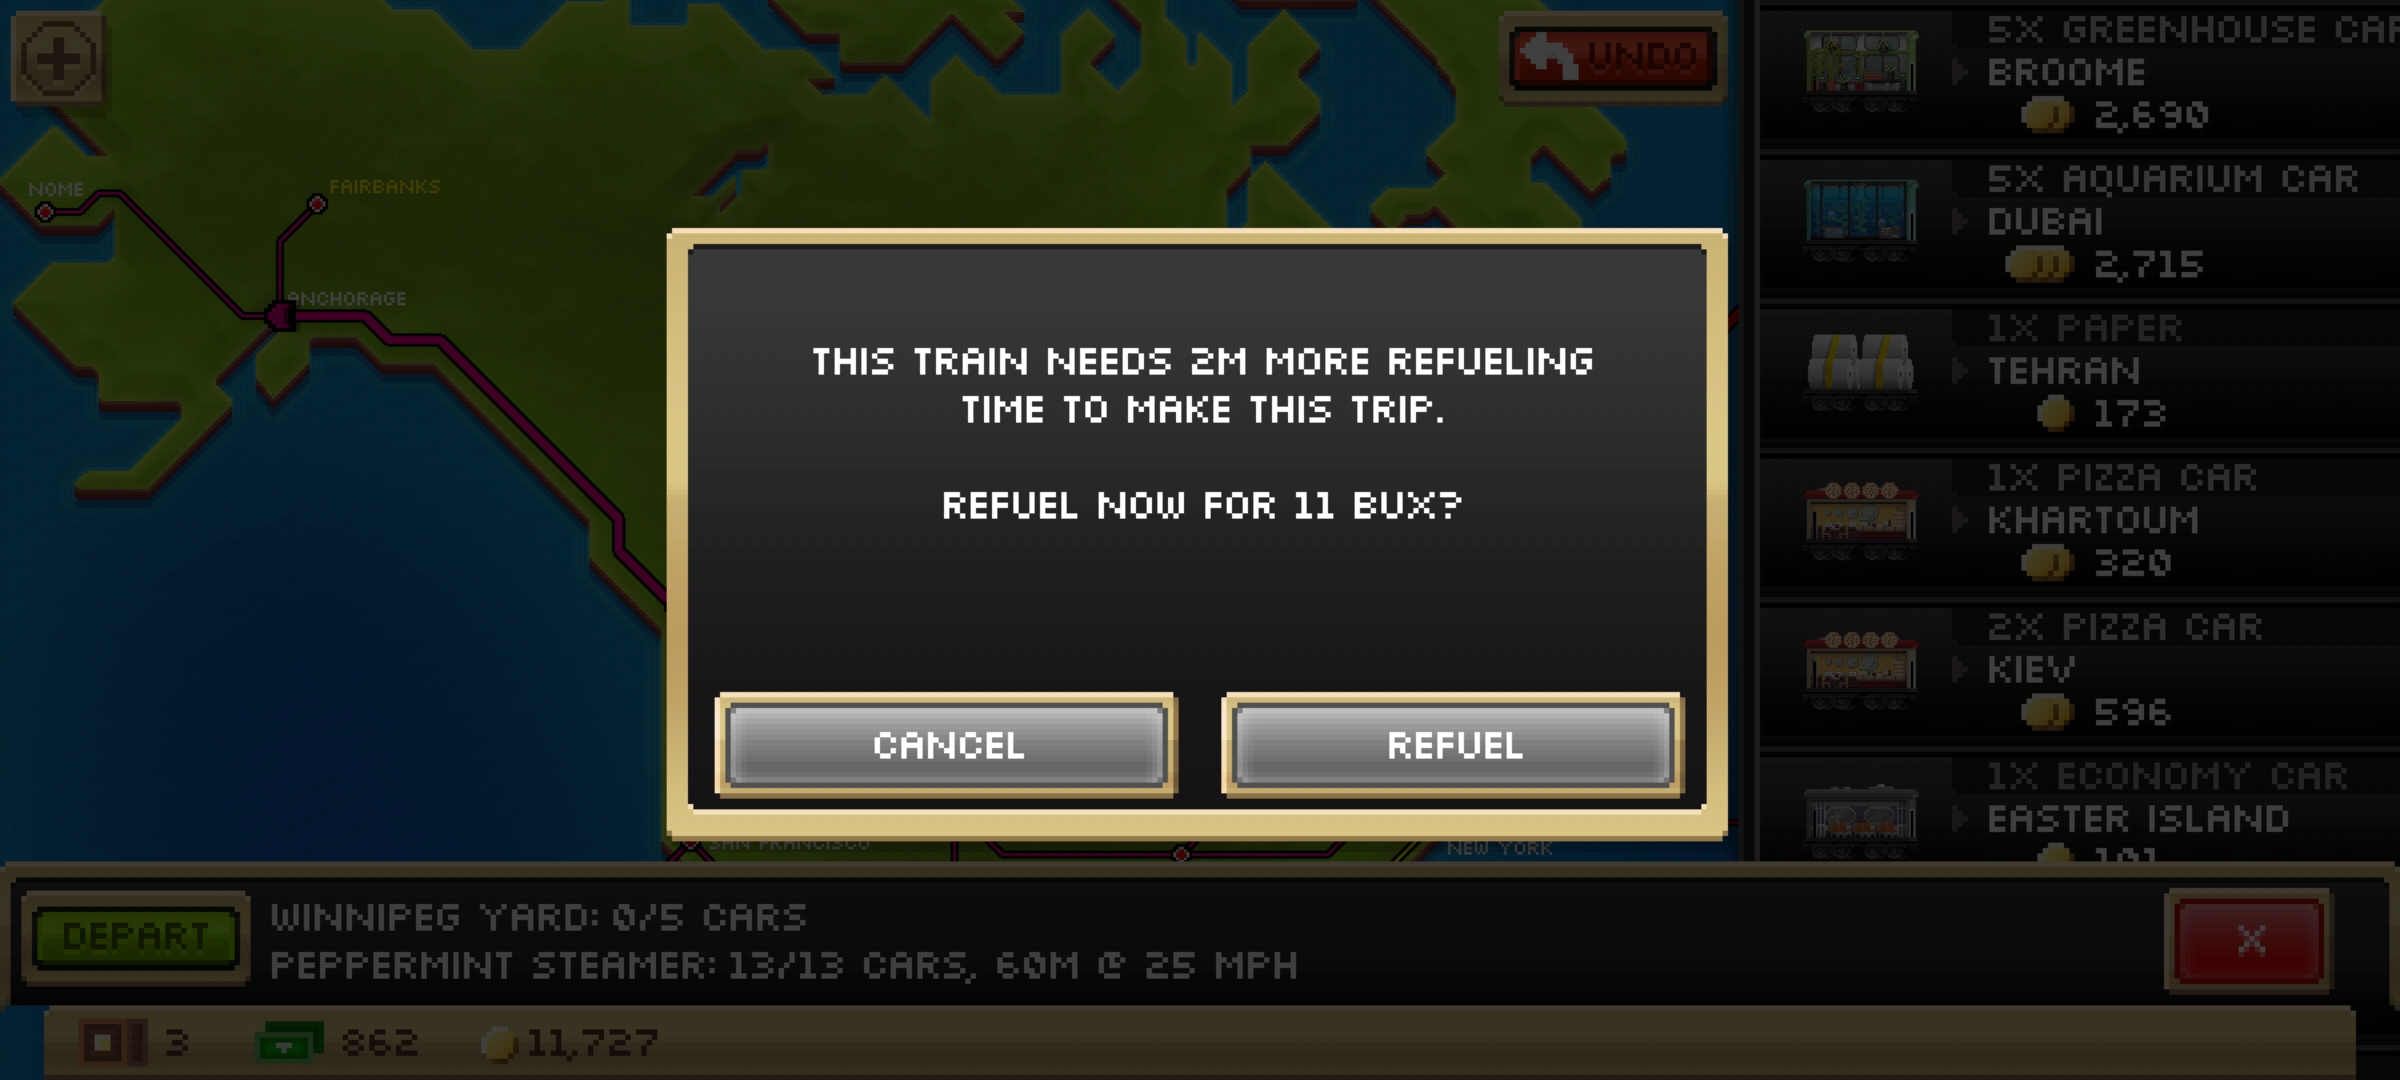 UNDO
NOME
FAIRBANKS
ANCHORAGE
THIS TRAIN NEEDS 2M MORE REFUELING
TIME TO MAKE THIS TRIP.
REFUEL NOW FOR 11 BUX?
CANCEL
REFUEL
SAN FRANCISCO
NEW YORK
5X GREENHOUSE CAR
BROOME
2,690
5X AQUARIUM CAR
DUBAI
2,715
1X PAPER
TEHRAN
173
1X PIZZA CAR
KHARTOUM
320
2X PIZZA CAR
KIEV
596
1X ECONOMY CAR
EASTER ISLAND
101
DEPART
WINNIPEG YARD: 0/5 CARS
PEPPERMINT STEAMER: 13/13 CARS, 60M @ 25 MPH
X
3
862
11,727